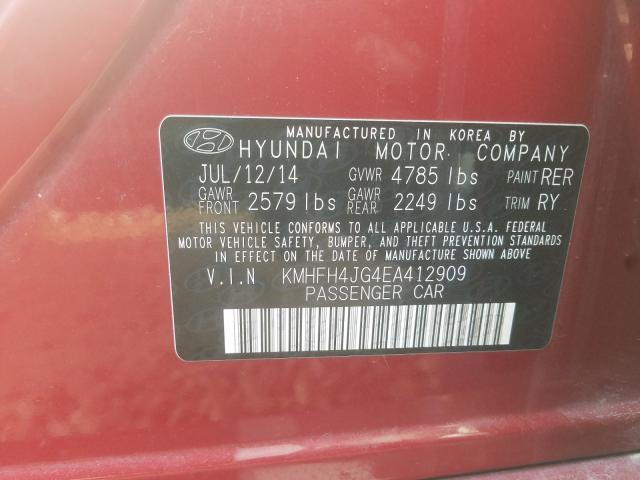 MANUFACTURED IN KOREA BY
HYUNDAI MOTOR COMPANY
JUL/12/14 GVWR 4785 lbs PAINT RER
GAWR FRONT 2579 lbs GAWR REAR 2249 lbs TRIM RY
THIS VEHICLE CONFORMS TO ALL APPLICABLE U.S.A. FEDERAL
MOTOR VEHICLE SAFETY, BUMPER, AND THEFT PREVENTION STANDARDS
IN EFFECT ON THE DATE OF MANUFACTURE SHOWN ABOVE.
V.I.N KMHFH4JG4EA412909
PASSENGER CAR